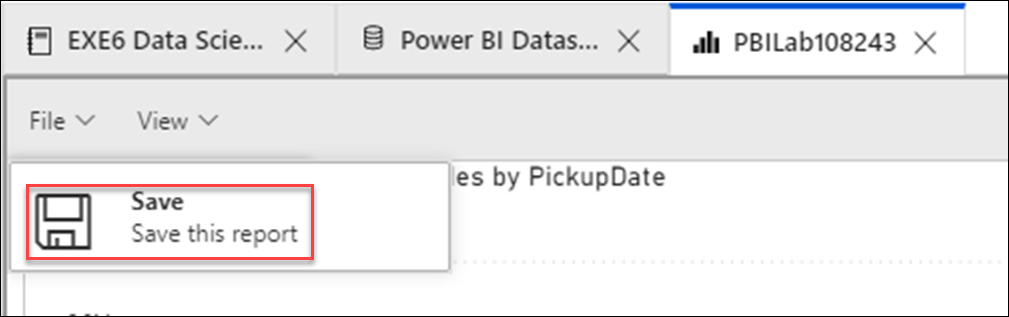 EXE6 Data Scie... Power BI Datas... PBILab108243
File View
les by PickupDate
Save
Save this report